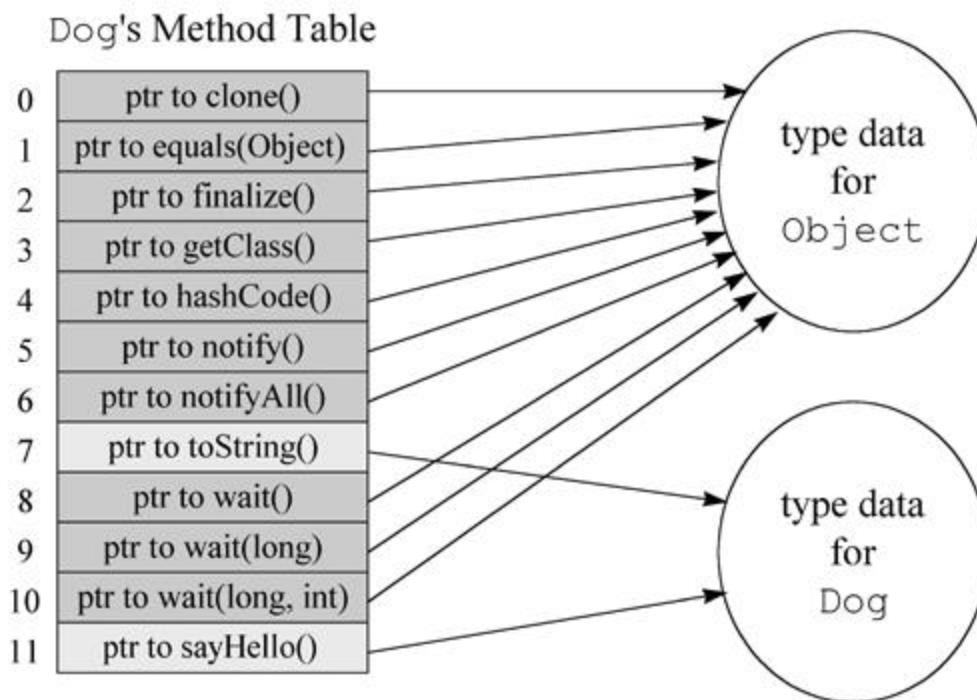 Dog's Method Table
0 ptr to clone()
1 ptr to equals(Object)
2 ptr to finalize()
3 ptr to getClass()
4 ptr to hashCode()
5 ptr to notify()
6 ptr to notifyAll()
7 ptr to toString()
8 ptr to wait()
9 ptr to wait(long)
10 ptr to wait(long, int)
11 ptr to sayHello()
type data
for
Object
type data
for
Dog